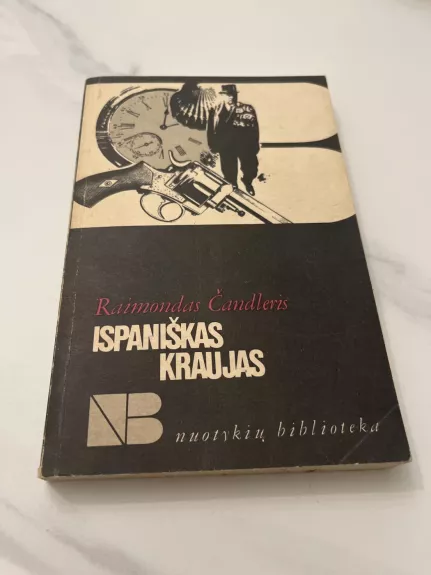 Raimondas Čandleris
ISPANIŠKAS
KRAUJAS
NB nuotykių biblioteka